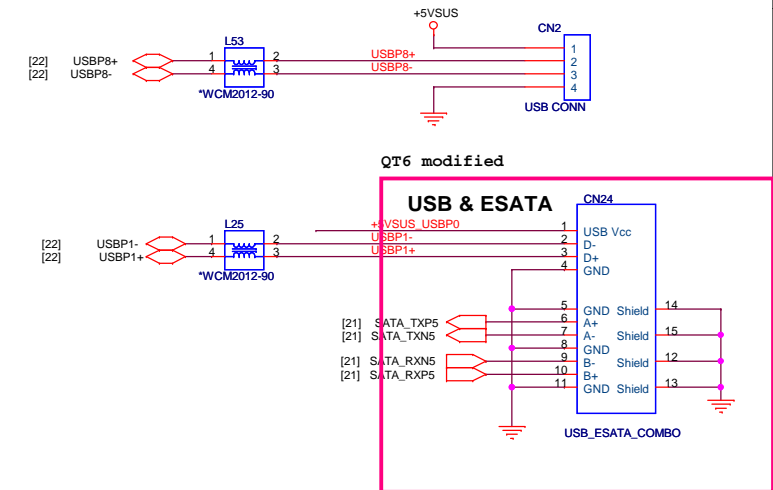 +5VSUS
CN2
L53
[22] USBP8+ 1 2 USBP8+ 1
[22] USBP8- 4 3 USBP8- 2
3
4
*WCM2012-90
USB CONN
QT6 modified
USB & ESATA
CN24
L25
+5VSUS_USBP0 1 USB Vcc
[22] USBP1- 1 2 USBP1- 2 D-
[22] USBP1+ 4 3 USBP1+ 3 D+
4 GND
*WCM2012-90
5 GND Shield 14
[21] SATA_TXP5 6 A+
[21] SATA_TXN5 7 A- Shield 15
8 GND
[21] SATA_RXN5 9 B- Shield 12
[21] SATA_RXP5 10 B+
11 GND Shield 13
USB_ESATA_COMBO